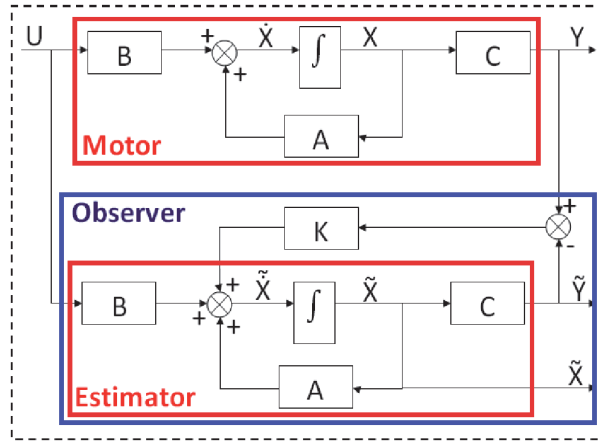 U B + + Ẋ ∫ X C Y
A
Motor
Observer
K + -
B + + + X̃̇ ∫ X̃ C Ỹ
A X̃
Estimator